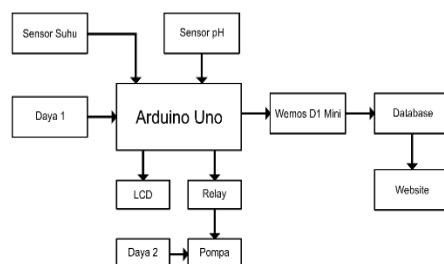 Sensor Suhu
Sensor pH
Daya 1
Arduino Uno
Wemos D1 Mini
Database
LCD
Relay
Website
Daya 2
Pompa